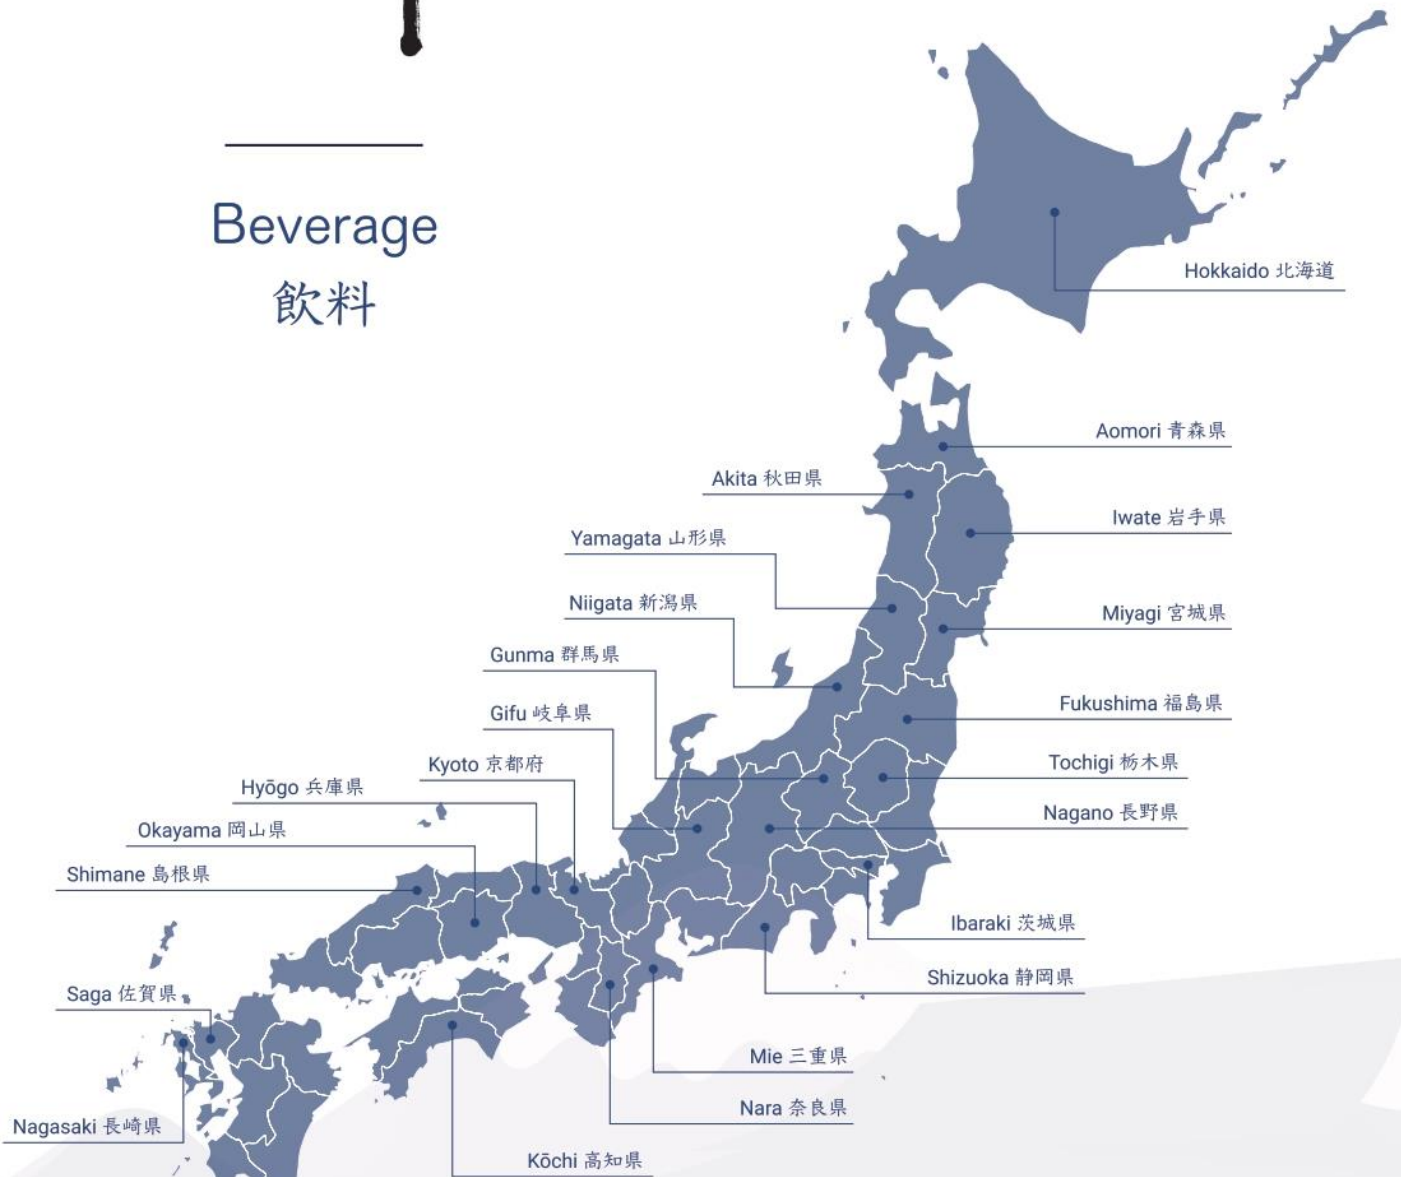 Beverage
飲料
Hokkaido 北海道
Aomori 青森県
Akita 秋田県
Iwate 岩手県
Yamagata 山形県
Niigata 新潟県
Miyagi 宮城県
Gunma 群馬県
Fukushima 福島県
Gifu 岐阜県
Kyoto 京都府
Tochigi 栃木県
Hyōgo 兵庫県
Nagano 長野県
Okayama 岡山県
Shimane 島根県
Ibaraki 茨城県
Shizuoka 静岡県
Saga 佐賀県
Mie 三重県
Nara 奈良県
Nagasaki 長崎県
Kōchi 高知県